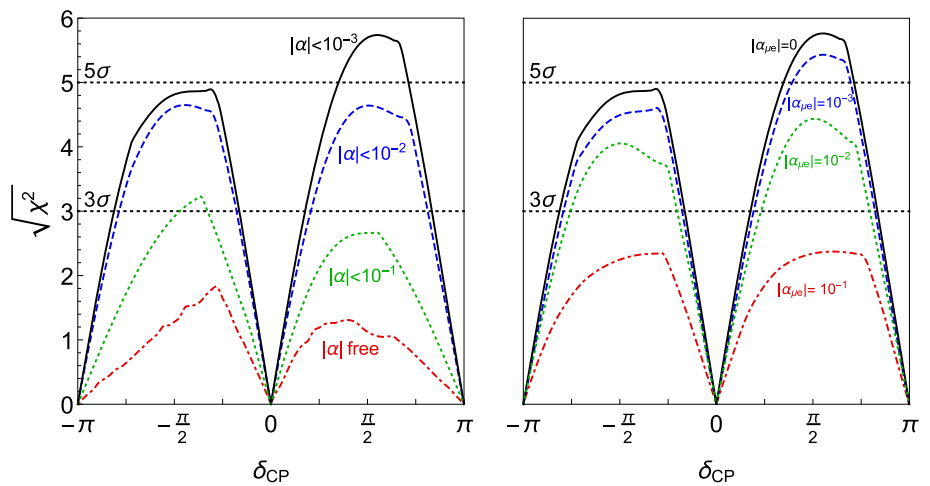 6
5
4
3
2
1
0
√χ²
5σ
3σ
|α|<10⁻³
|α|<10⁻²
|α|<10⁻¹
|α| free
−π
−π/2
0
π/2
π
δCP
5σ
3σ
|αμe|=0
|αμe|=10⁻³
|αμe|=10⁻²
|αμe|= 10⁻¹
−π
−π/2
0
π/2
π
δCP